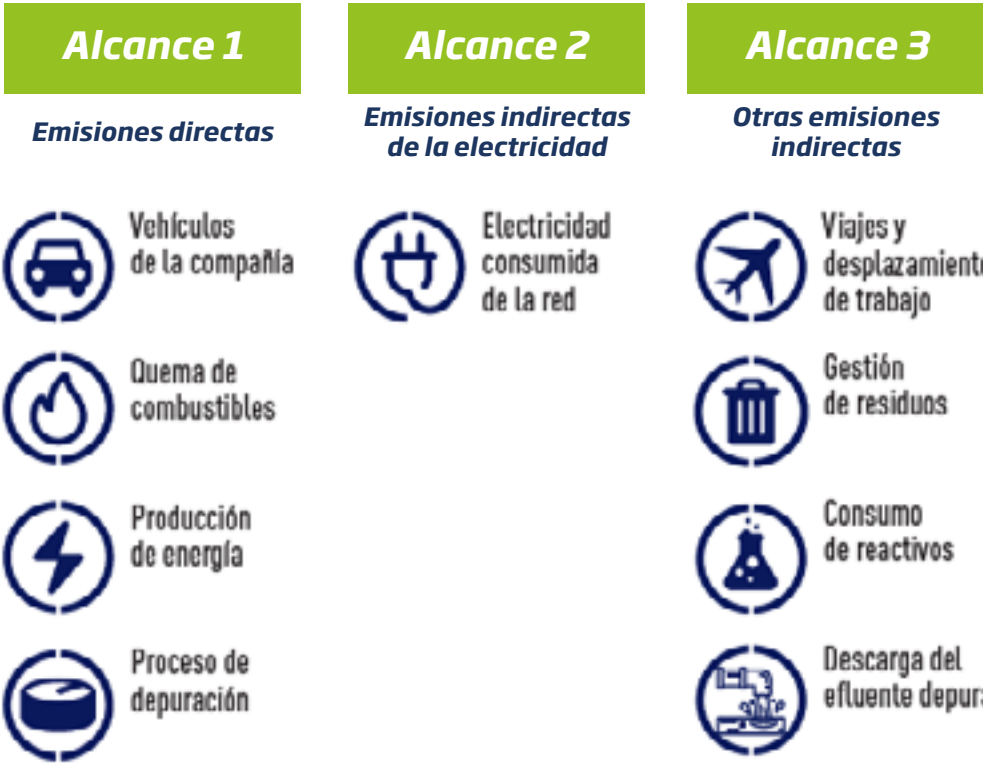 Alcance 1
Emisiones directas
Vehículos
de la compañía
Quema de
combustibles
Producción
de energía
Proceso de
depuración
Alcance 2
Emisiones indirectas
de la electricidad
Electricidad
consumida
de la red
Alcance 3
Otras emisiones
indirectas
Viajes y
desplazamiento
de trabajo
Gestión
de residuos
Consumo
de reactivos
Descarga del
efluente depura